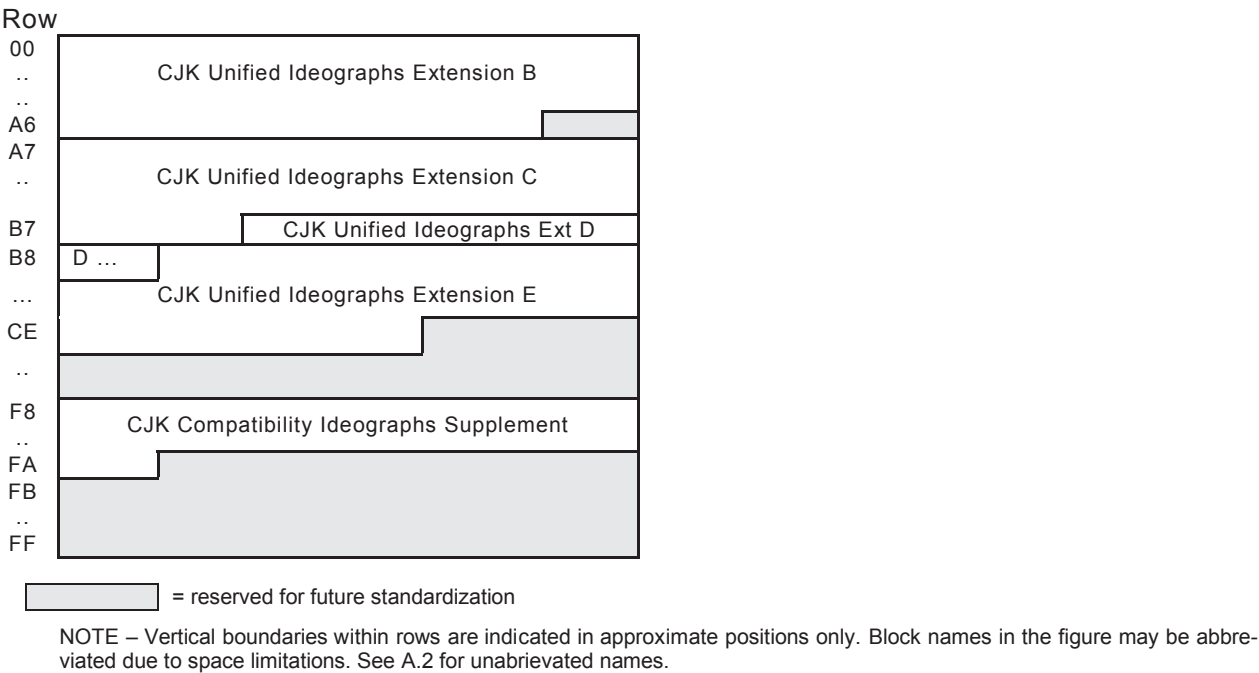 Row
00
..
CJK Unified Ideographs Extension B
..
A6
A7
..
CJK Unified Ideographs Extension C
B7
CJK Unified Ideographs Ext D
B8
D ...
...
CJK Unified Ideographs Extension E
CE
..
F8
CJK Compatibility Ideographs Supplement
..
FA
FB
..
FF
= reserved for future standardization
NOTE – Vertical boundaries within rows are indicated in approximate positions only. Block names in the figure may be abbre-
viated due to space limitations. See A.2 for unabrievated names.